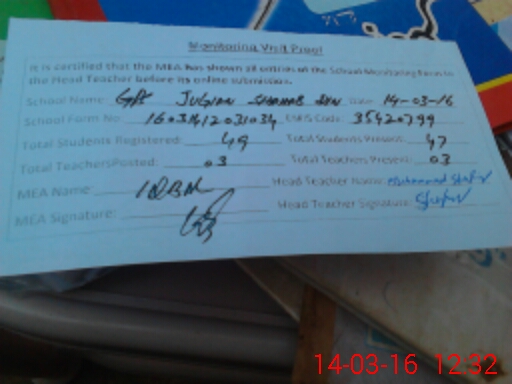 Monitoring Visit Proof
It is certified that the MEA has shown all entries of the School Monitoring Form to
the Head Teacher before its online submission.
School Name: Date: 14-03-16
School Form No EMIS Code: 35420799
Total Students Registered: 49 Total Students Present: 47
Total Teachers Posted: 03 Total Teachers Present: 03
MEA Name: IQBAL Head Teacher Name: Muhammad
MEA Signature: Head Teacher Signature:
14-03-16 12:32